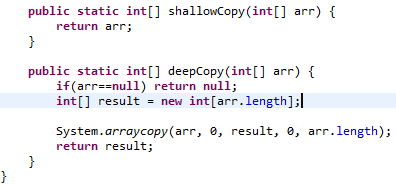 public static int[] shallowCopy(int[] arr) {
return arr;
}
public static int[] deepCopy(int[] arr) {
if(arr==null) return null;
int[] result = new int[arr.length];
System.arraycopy(arr, 0, result, 0, arr.length);
return result;
}
}